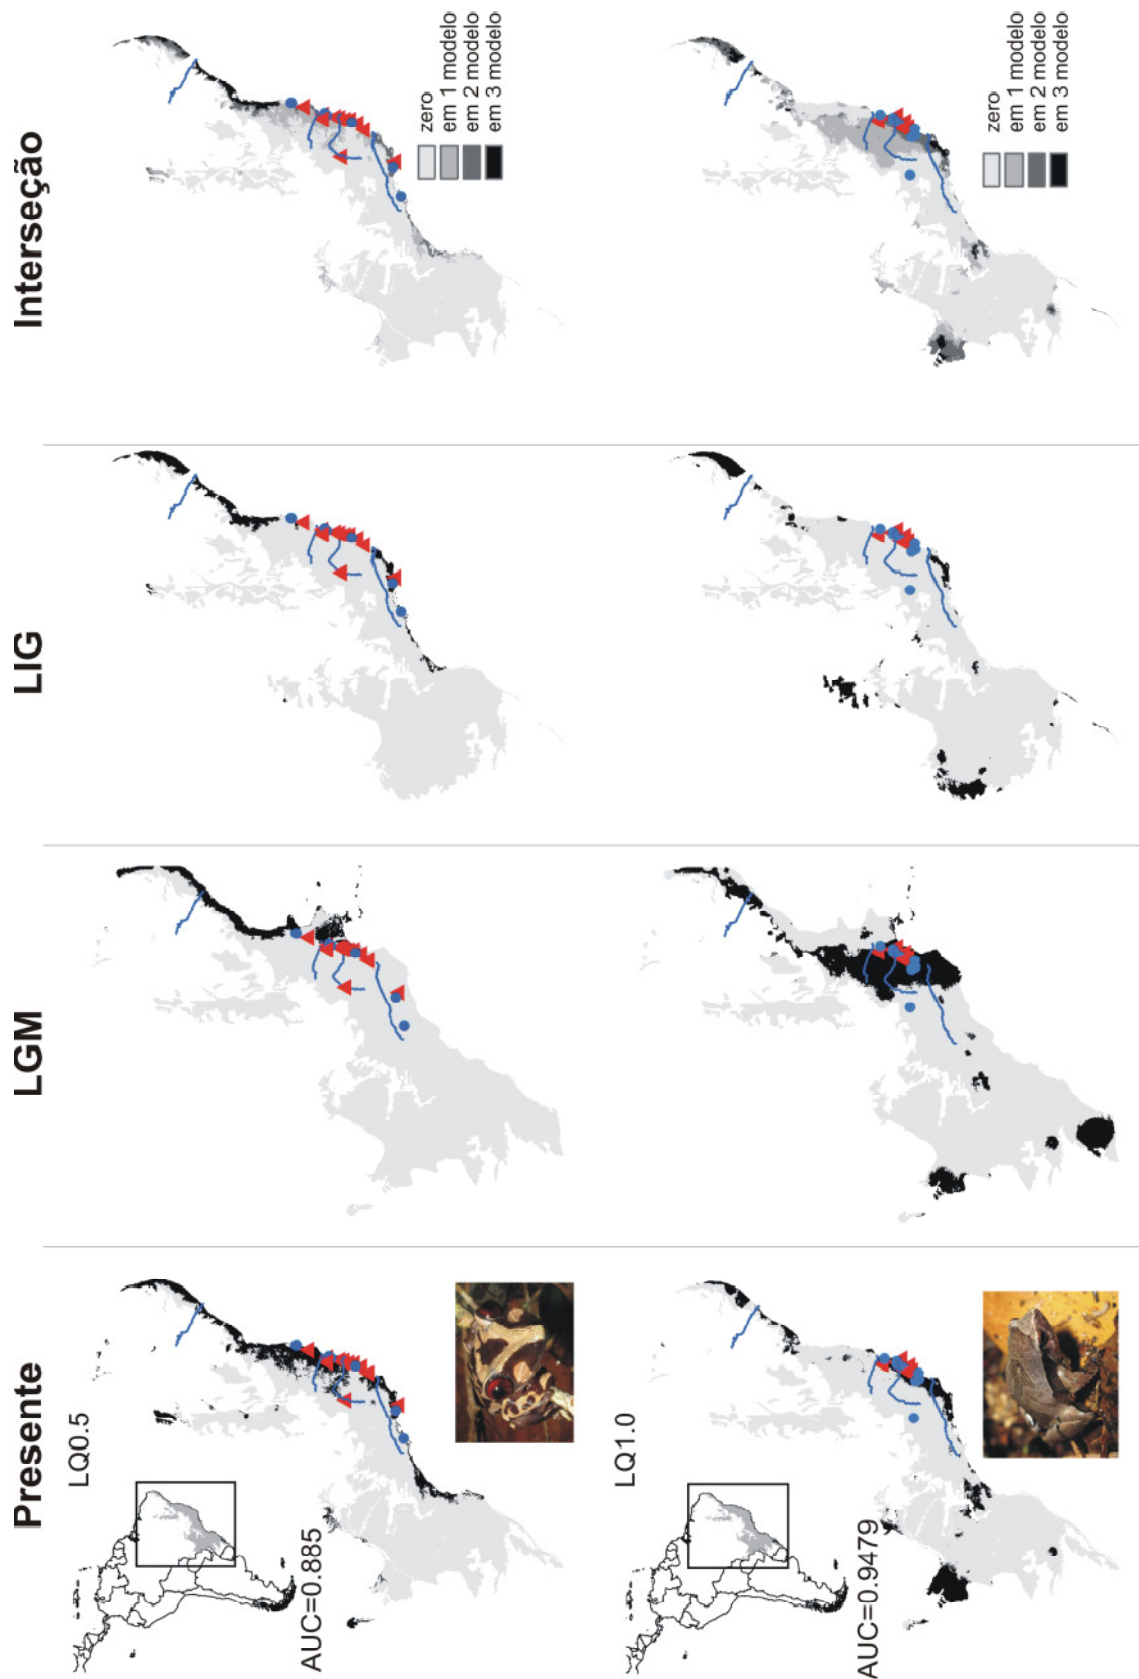 Presente
LGM
LIG
Interseção
LQ0.5
AUC=0.885
zero
em 1 modelo
em 2 modelo
em 3 modelo
LQ1.0
AUC=0.9479
zero
em 1 modelo
em 2 modelo
em 3 modelo